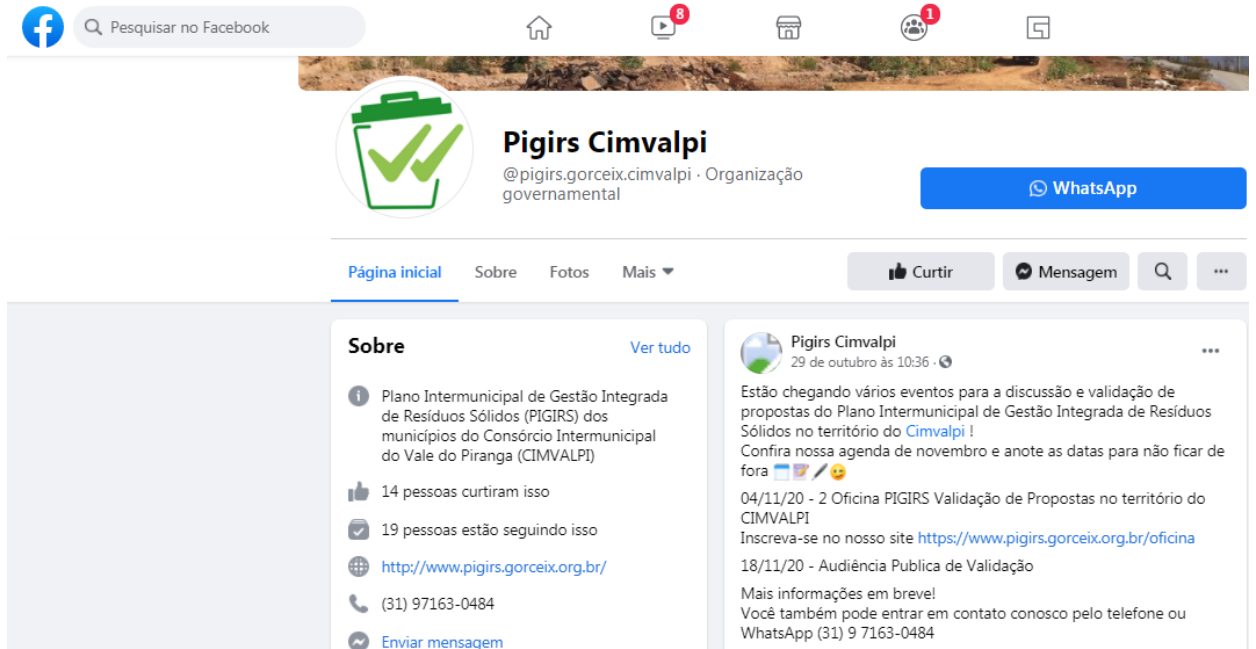 Pesquisar no Facebook
8
1
Pigirs Cimvalpi
@pigirs.gorceix.cimvalpi · Organização
governamental
WhatsApp
Página inicial
Sobre
Fotos
Mais
Curtir
Mensagem
Sobre
Ver tudo
Plano Intermunicipal de Gestão Integrada
de Resíduos Sólidos (PIGIRS) dos
municípios do Consórcio Intermunicipal
do Vale do Piranga (CIMVALPI)
14 pessoas curtiram isso
19 pessoas estão seguindo isso
http://www.pigirs.gorceix.org.br/
(31) 97163-0484
Enviar mensagem
Pigirs Cimvalpi
29 de outubro às 10:36 ·
Estão chegando vários eventos para a discussão e validação de
propostas do Plano Intermunicipal de Gestão Integrada de Resíduos
Sólidos no território do Cimvalpi !
Confira nossa agenda de novembro e anote as datas para não ficar de
fora
04/11/20 - 2 Oficina PIGIRS Validação de Propostas no território do
CIMVALPI
Inscreva-se no nosso site https://www.pigirs.gorceix.org.br/oficina
18/11/20 - Audiência Publica de Validação
Mais informações em breve!
Você também pode entrar em contato conosco pelo telefone ou
WhatsApp (31) 9 7163-0484